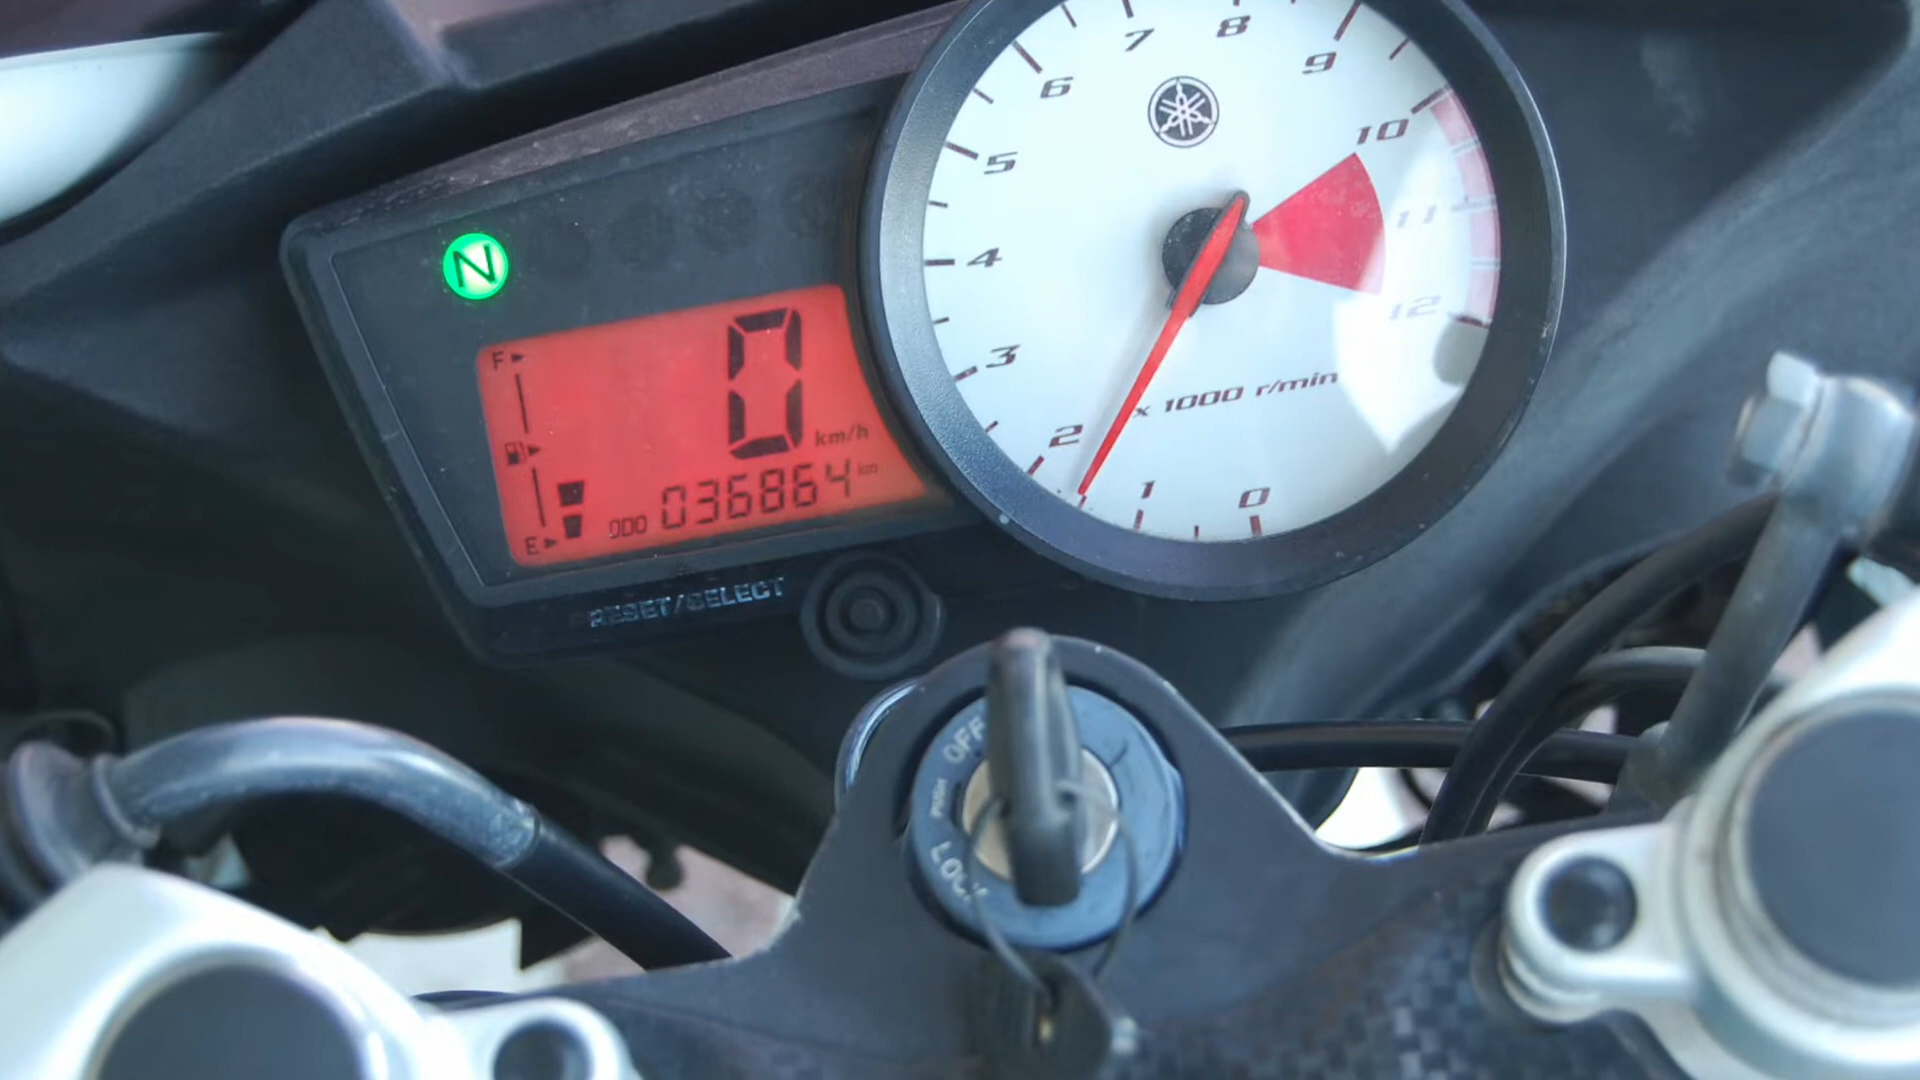 N
F
0 km/h
ODO 036864 km
E
RESET/SELECT
0
1
2
3
4
5
6
7
8
9
10
11
12
x 1000 r/min
OFF
PUSH
LOCK